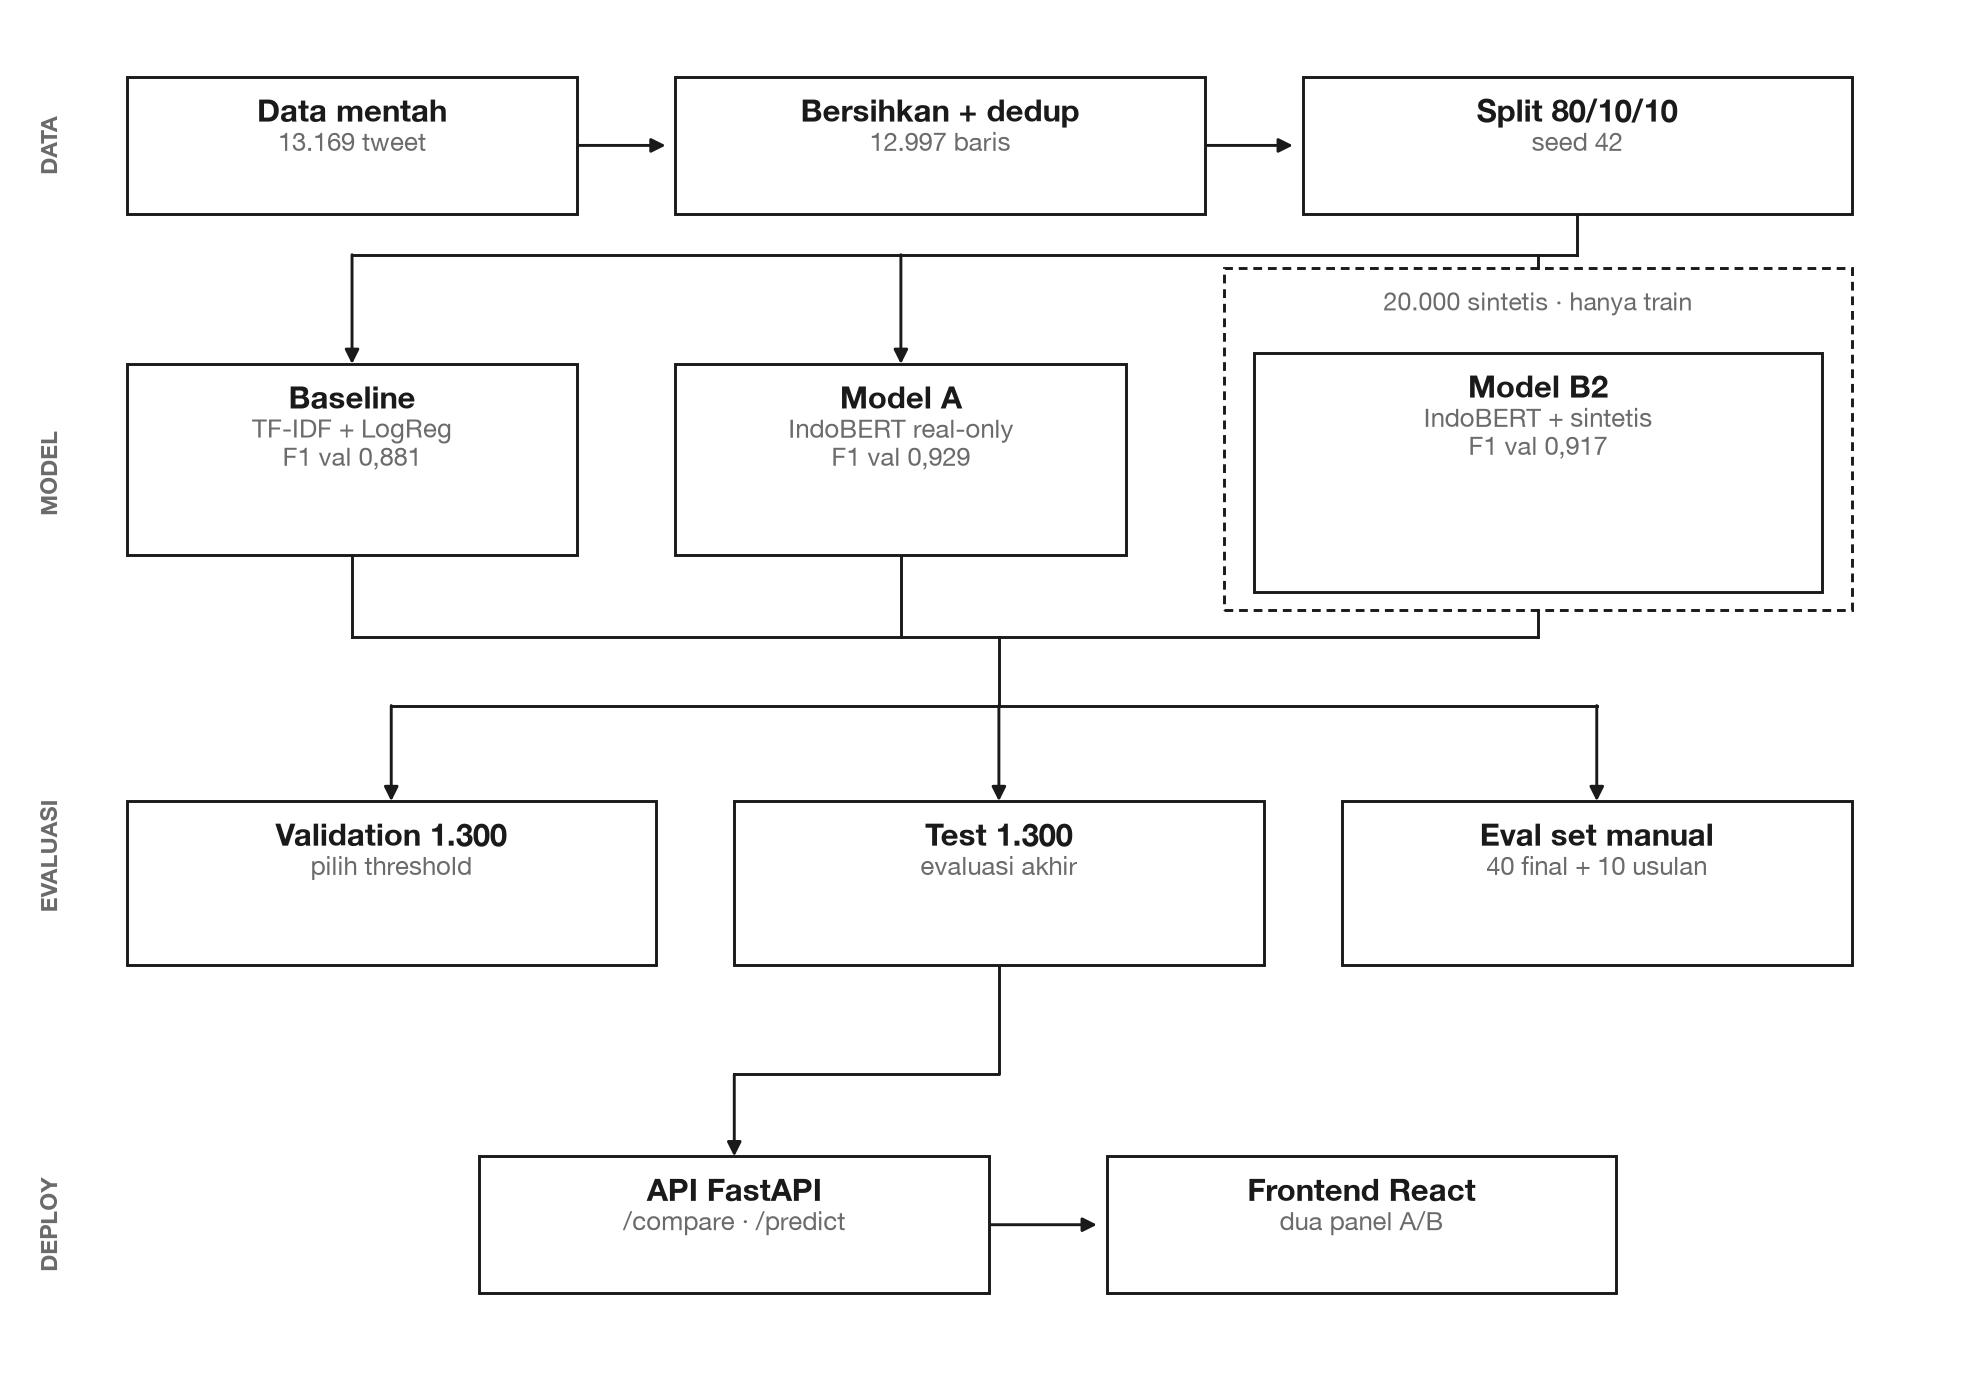 DATA
Data mentah
13.169 tweet
Bersihkan + dedup
12.997 baris
Split 80/10/10
seed 42
MODEL
Baseline
TF-IDF + LogReg
F1 val 0,881
Model A
IndoBERT real-only
F1 val 0,929
20.000 sintetis · hanya train
Model B2
IndoBERT + sintetis
F1 val 0,917
EVALUASI
Validation 1.300
pilih threshold
Test 1.300
evaluasi akhir
Eval set manual
40 final + 10 usulan
DEPLOY
API FastAPI
/compare · /predict
Frontend React
dua panel A/B